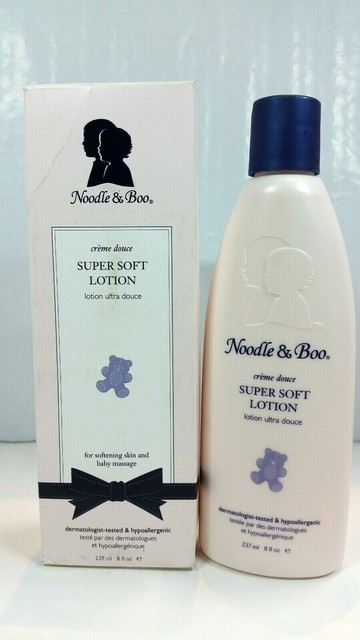 Noodle & Boo®
crème douce
SUPER SOFT
LOTION
lotion ultra douce
for softening skin and
baby massage
dermatologist-tested & hypoallergenic
testé par des dermatologues
et hypoallergénique
237 ml 8 fl oz ℮
Noodle & Boo®
crème douce
SUPER SOFT
LOTION
lotion ultra douce
dermatologist-tested & hypoallergenic
testée par des dermatologues
et hypoallergénique
237 ml 8 fl oz ℮